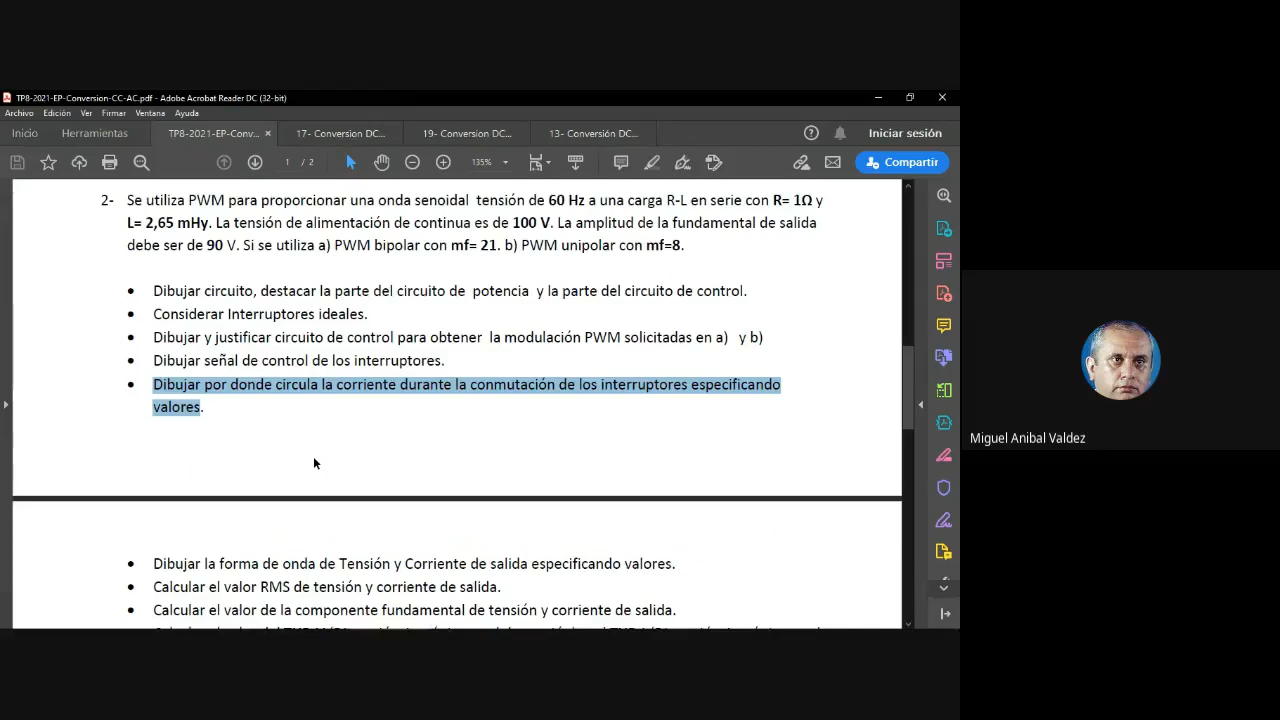 TP8-2021-EP-Conversion-CC-AC.pdf - Adobe Acrobat Reader DC (32-bit)
Archivo Edición Ver Firmar Ventana Ayuda
Inicio Herramientas TP8-2021-EP-Conv... × 17- Conversion DC... 19- Conversion DC... 13- Conversión DC... Iniciar sesión
1 / 2 135% Compartir
2- Se utiliza PWM para proporcionar una onda senoidal tensión de 60 Hz a una carga R-L en serie con R= 1Ω y
L= 2,65 mHy. La tensión de alimentación de continua es de 100 V. La amplitud de la fundamental de salida
debe ser de 90 V. Si se utiliza a) PWM bipolar con mf= 21. b) PWM unipolar con mf=8.
• Dibujar circuito, destacar la parte del circuito de potencia y la parte del circuito de control.
• Considerar Interruptores ideales.
• Dibujar y justificar circuito de control para obtener la modulación PWM solicitadas en a) y b)
• Dibujar señal de control de los interruptores.
• Dibujar por donde circula la corriente durante la conmutación de los interruptores especificando
valores.
• Dibujar la forma de onda de Tensión y Corriente de salida especificando valores.
• Calcular el valor RMS de tensión y corriente de salida.
• Calcular el valor de la componente fundamental de tensión y corriente de salida.
Miguel Anibal Valdez